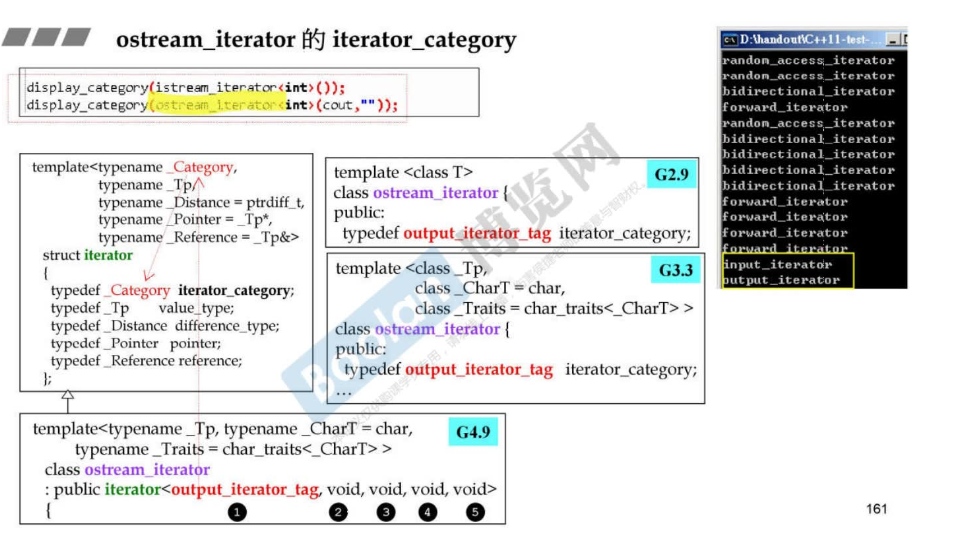 ostream_iterator 的 iterator_category
display_category(istream_iterator<int>());
display_category(ostream_iterator<int>(cout,""));
template<typename _Category,
typename _Tp,
typename _Distance = ptrdiff_t,
typename _Pointer = _Tp*,
typename _Reference = _Tp&>
struct iterator
{
typedef _Category iterator_category;
typedef _Tp value_type;
typedef _Distance difference_type;
typedef _Pointer pointer;
typedef _Reference reference;
};
template <class T>
class ostream_iterator {
public:
typedef output_iterator_tag iterator_category;
G2.9
template <class _Tp,
class _CharT = char,
class _Traits = char_traits<_CharT> >
class ostream_iterator {
public:
typedef output_iterator_tag iterator_category;
...
G3.3
template<typename _Tp, typename _CharT = char,
typename _Traits = char_traits<_CharT> >
class ostream_iterator
: public iterator<output_iterator_tag, void, void, void, void>
{
G4.9
1 2 3 4 5
D:\handout\C++11-test-...
random_access_iterator
random_access_iterator
bidirectional_iterator
forward_iterator
random_access_iterator
bidirectional_iterator
bidirectional_iterator
bidirectional_iterator
bidirectional_iterator
forward_iterator
forward_iterator
forward_iterator
forward_iterator
input_iterator
output_iterator
Boolan 博览网
161